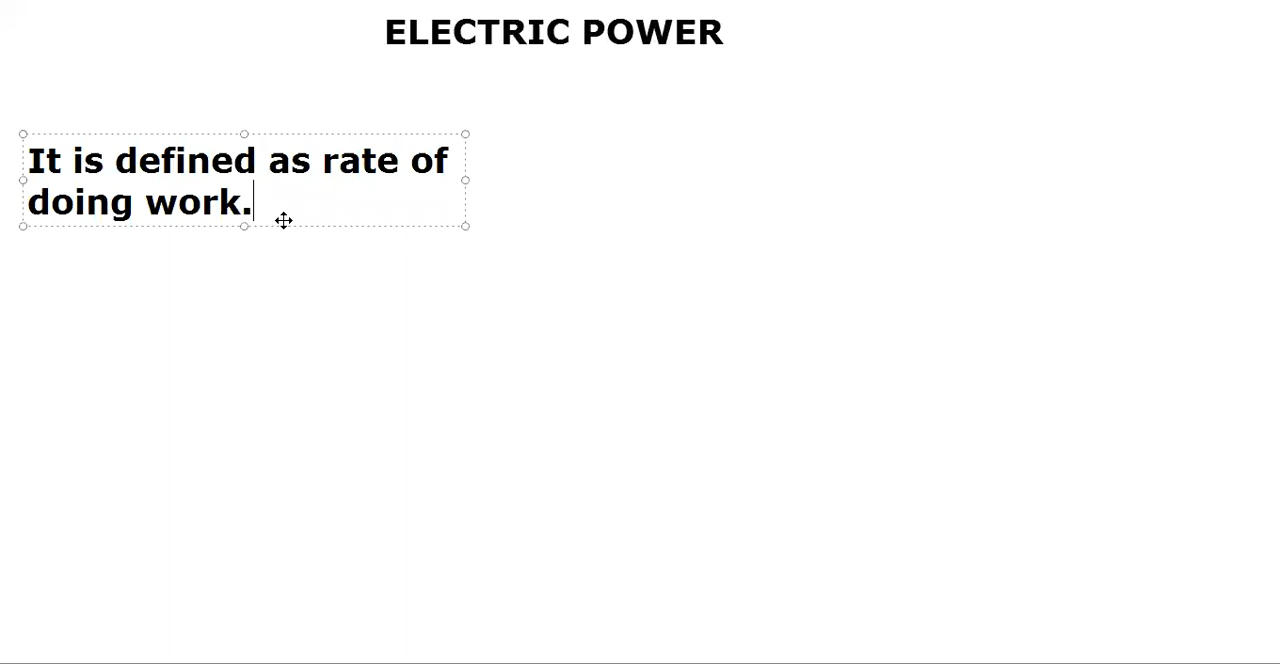 ELECTRIC POWER
It is defined as rate of
doing work.